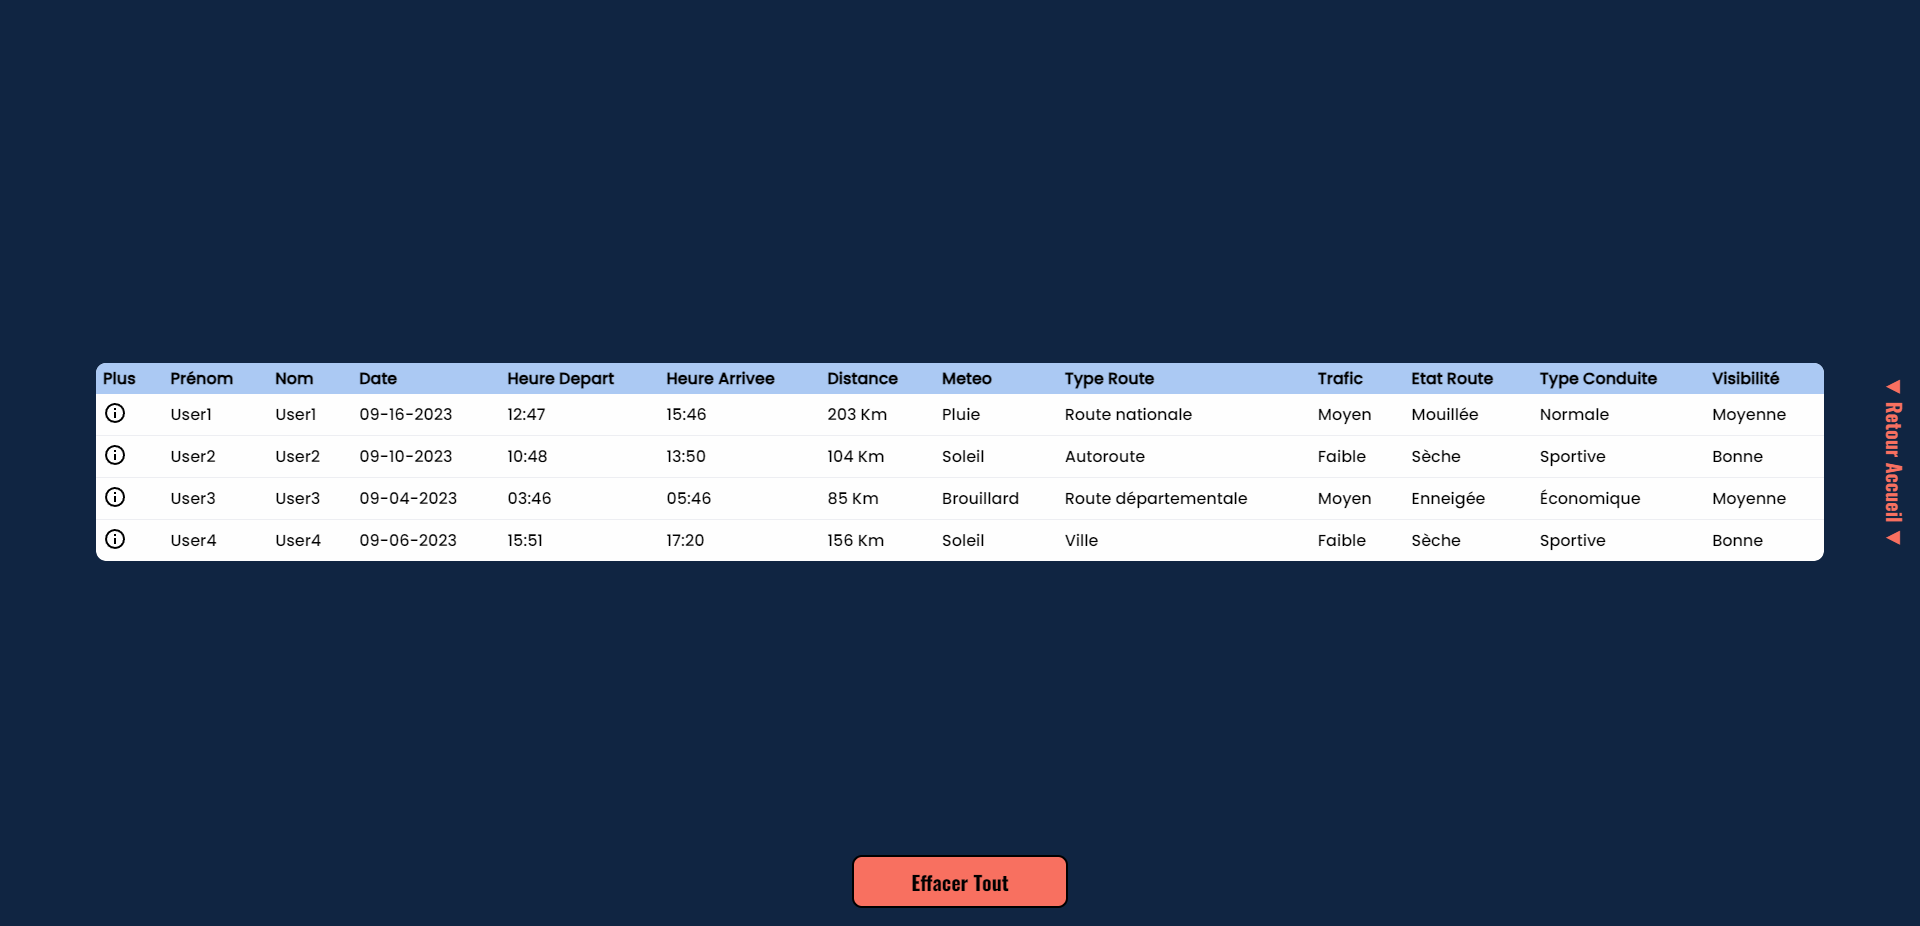 Plus Prénom Nom Date Heure Depart Heure Arrivee Distance Meteo Type Route Trafic Etat Route Type Conduite Visibilité
User1 User1 09-16-2023 12:47 15:46 203 Km Pluie Route nationale Moyen Mouillée Normale Moyenne
User2 User2 09-10-2023 10:48 13:50 104 Km Soleil Autoroute Faible Sèche Sportive Bonne
User3 User3 09-04-2023 03:46 05:46 85 Km Brouillard Route départementale Moyen Enneigée Économique Moyenne
User4 User4 09-06-2023 15:51 17:20 156 Km Soleil Ville Faible Sèche Sportive Bonne
▼ Retour Accueil ▼
Effacer Tout